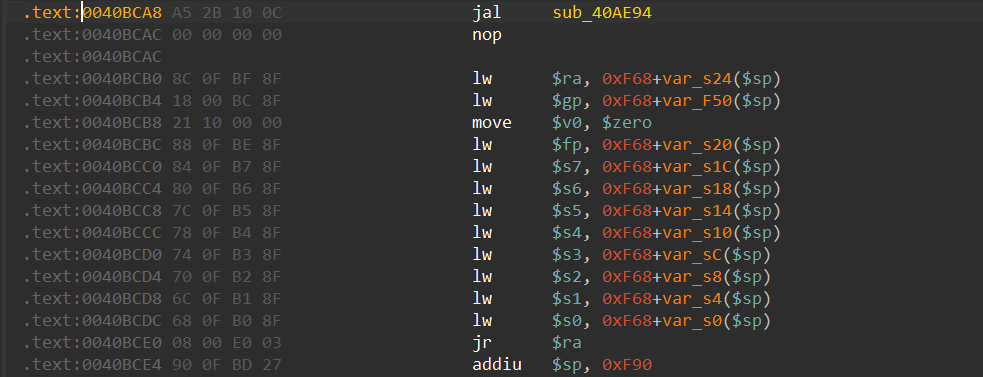 .text:0040BCA8 A5 2B 10 0C jal sub_40AE94
.text:0040BCAC 00 00 00 00 nop
.text:0040BCAC
.text:0040BCB0 8C 0F BF 8F lw $ra, 0xF68+var_s24($sp)
.text:0040BCB4 18 00 BC 8F lw $gp, 0xF68+var_F50($sp)
.text:0040BCB8 21 10 00 00 move $v0, $zero
.text:0040BCBC 88 0F BE 8F lw $fp, 0xF68+var_s20($sp)
.text:0040BCC0 84 0F B7 8F lw $s7, 0xF68+var_s1C($sp)
.text:0040BCC4 80 0F B6 8F lw $s6, 0xF68+var_s18($sp)
.text:0040BCC8 7C 0F B5 8F lw $s5, 0xF68+var_s14($sp)
.text:0040BCCC 78 0F B4 8F lw $s4, 0xF68+var_s10($sp)
.text:0040BCD0 74 0F B3 8F lw $s3, 0xF68+var_sC($sp)
.text:0040BCD4 70 0F B2 8F lw $s2, 0xF68+var_s8($sp)
.text:0040BCD8 6C 0F B1 8F lw $s1, 0xF68+var_s4($sp)
.text:0040BCDC 68 0F B0 8F lw $s0, 0xF68+var_s0($sp)
.text:0040BCE0 08 00 E0 03 jr $ra
.text:0040BCE4 90 0F BD 27 addiu $sp, 0xF90